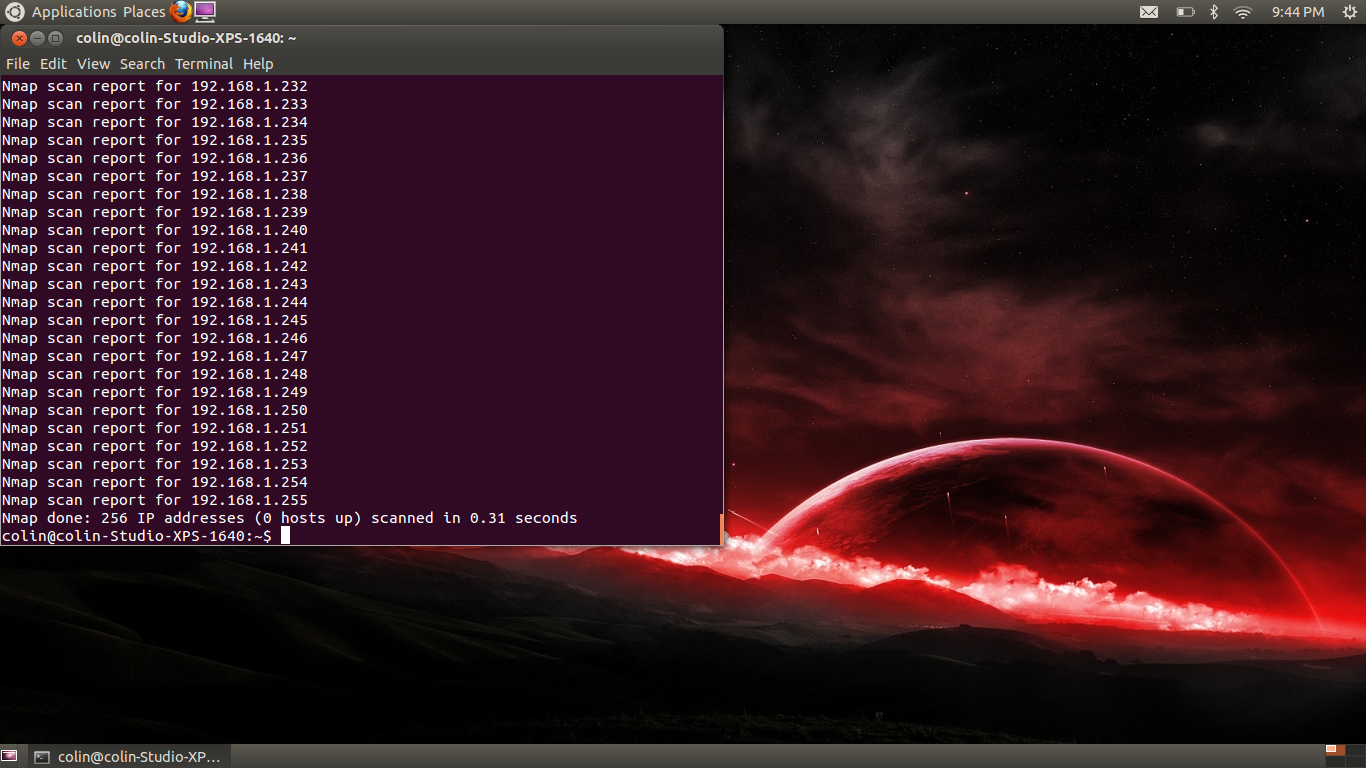 Applications Places 9:44 PM
colin@colin-Studio-XPS-1640: ~
File Edit View Search Terminal Help
Nmap scan report for 192.168.1.232
Nmap scan report for 192.168.1.233
Nmap scan report for 192.168.1.234
Nmap scan report for 192.168.1.235
Nmap scan report for 192.168.1.236
Nmap scan report for 192.168.1.237
Nmap scan report for 192.168.1.238
Nmap scan report for 192.168.1.239
Nmap scan report for 192.168.1.240
Nmap scan report for 192.168.1.241
Nmap scan report for 192.168.1.242
Nmap scan report for 192.168.1.243
Nmap scan report for 192.168.1.244
Nmap scan report for 192.168.1.245
Nmap scan report for 192.168.1.246
Nmap scan report for 192.168.1.247
Nmap scan report for 192.168.1.248
Nmap scan report for 192.168.1.249
Nmap scan report for 192.168.1.250
Nmap scan report for 192.168.1.251
Nmap scan report for 192.168.1.252
Nmap scan report for 192.168.1.253
Nmap scan report for 192.168.1.254
Nmap scan report for 192.168.1.255
Nmap done: 256 IP addresses (0 hosts up) scanned in 0.31 seconds
colin@colin-Studio-XPS-1640:~$
colin@colin-Studio-XP...